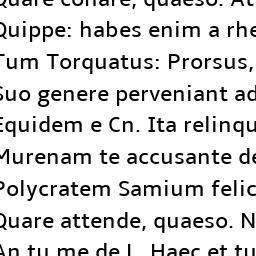 Quare conare, quaeso. At
Quippe: habes enim a rhe
Tum Torquatus: Prorsus,
Suo genere perveniant ad
Equidem e Cn. Ita relinqu
Murenam te accusante de
Polycratem Samium felic
Quare attende, quaeso. N
An tu me de L. Haec et tu